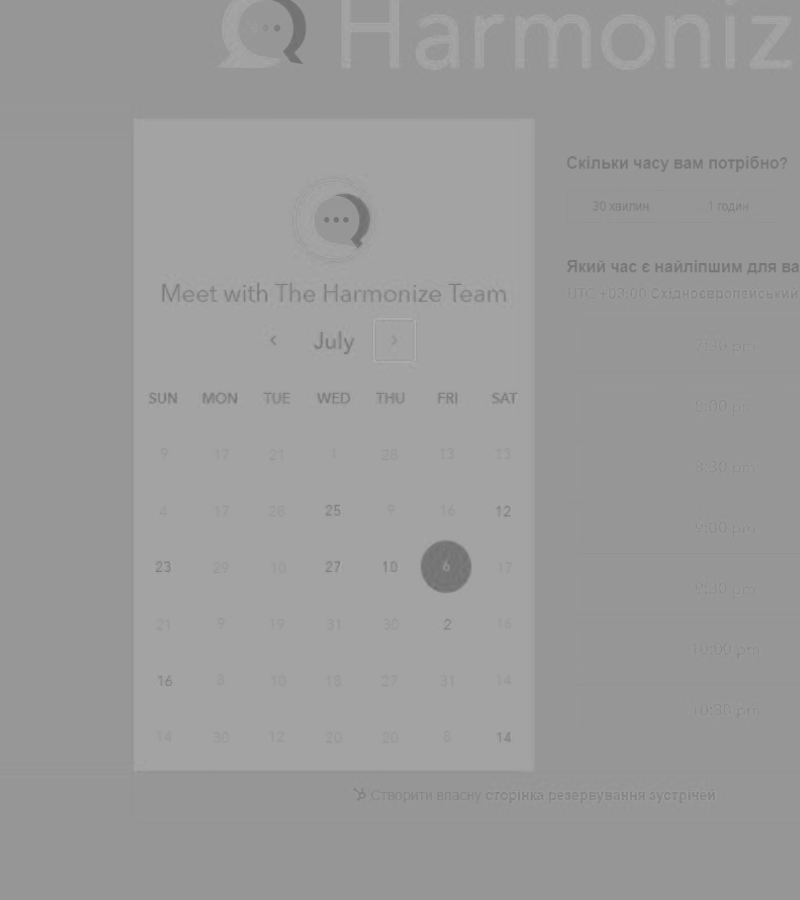 Harmoniz
Meet with The Harmonize Team
July
SUN MON TUE WED THU FRI SAT
9 17 21 1 28 13 13
4 17 28 25 9 16 12
23 29 10 27 10 6 17
21 9 19 31 30 2 16
16 8 10 18 27 31 14
14 30 12 20 20 8 14
Скільки часу вам потрібно?
30 хвилин 1 годин
Який час є найліпшим для ва
UTC +03:00 Східноєвропейський
7:30 pm
8:00 pm
8:30 pm
9:00 pm
9:30 pm
10:00 pm
10:30 pm
Створити власну сторінка резервування зустрічей